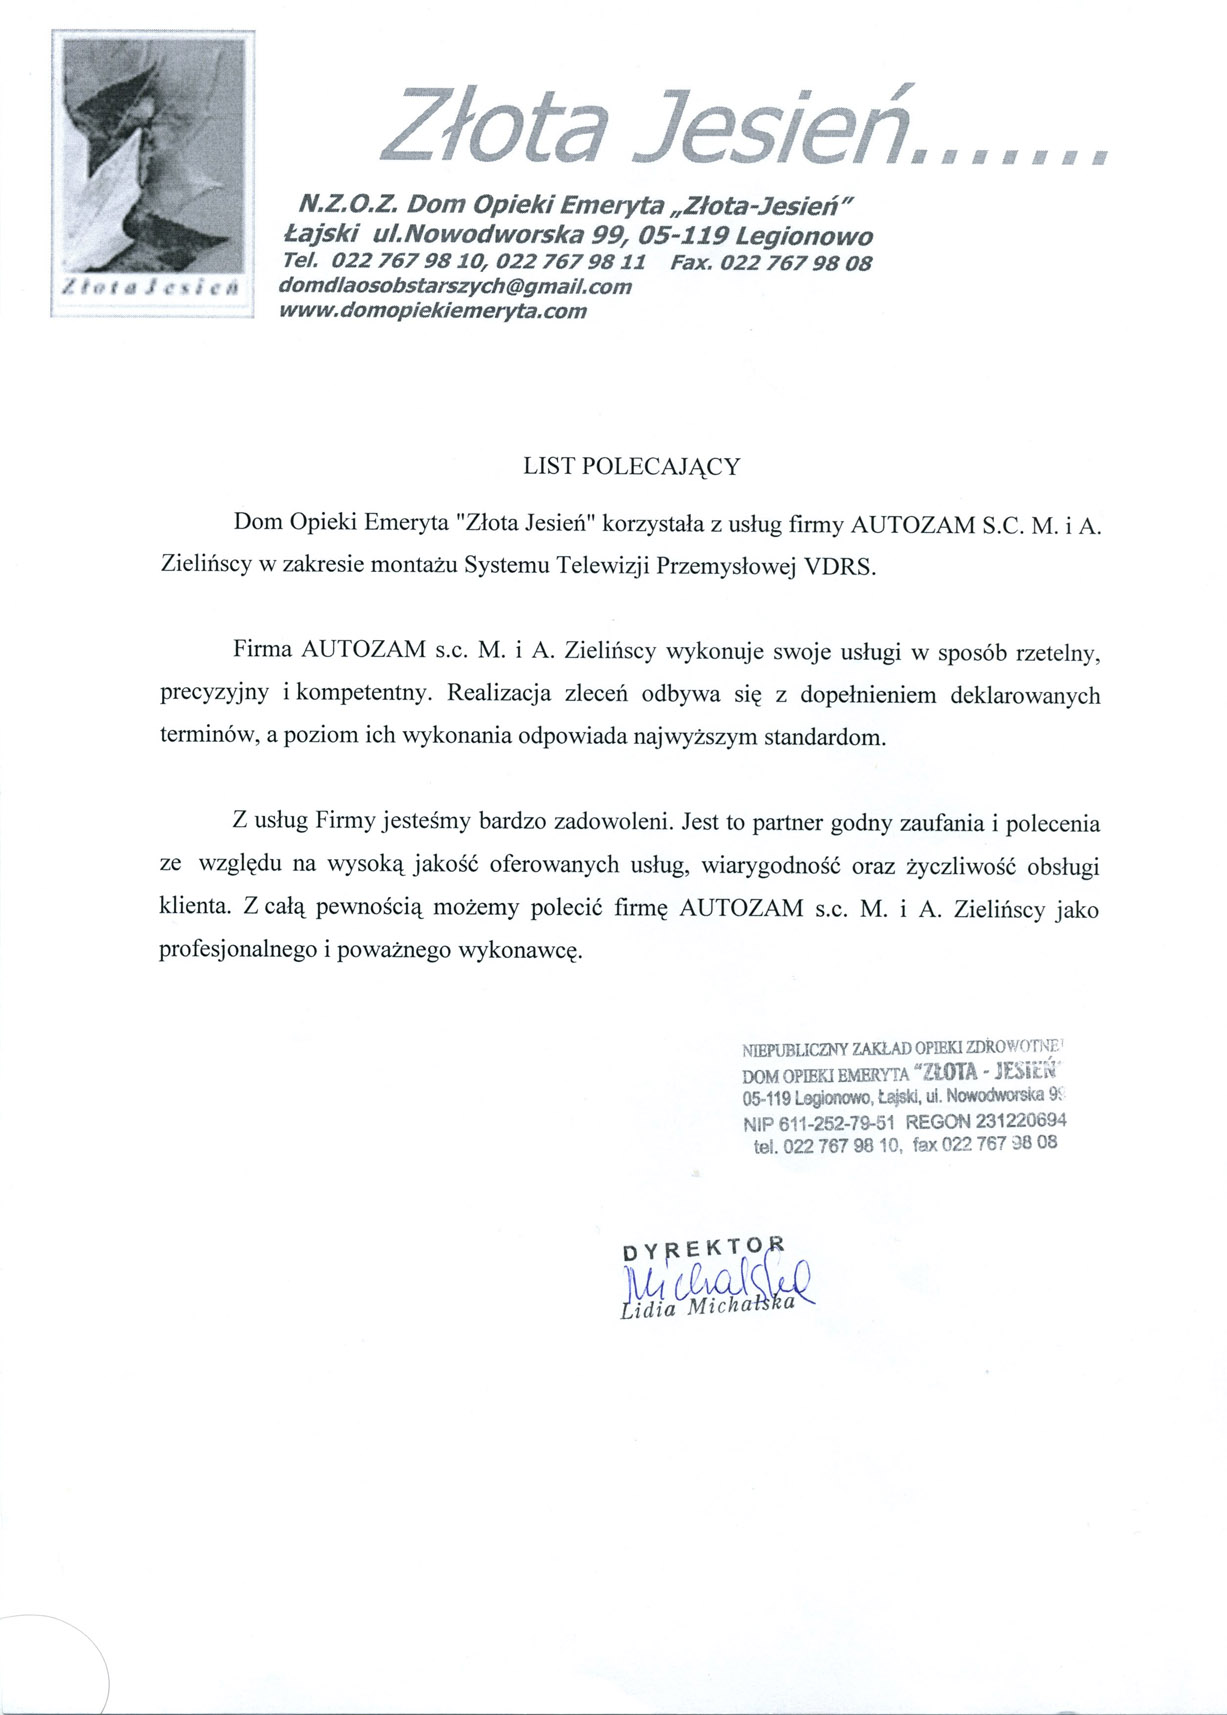 Złota Jesień.......
N.Z.O.Z. Dom Opieki Emeryta „Złota-Jesień”
Łajski ul.Nowodworska 99, 05-119 Legionowo
Tel. 022 767 98 10, 022 767 98 11 Fax. 022 767 98 08
domdlaosobstarszych@gmail.com
www.domopiekiemeryta.com
Złota Jesień
LIST POLECAJĄCY
Dom Opieki Emeryta "Złota Jesień" korzystała z usług firmy AUTOZAM S.C. M. i A.
Zielińscy w zakresie montażu Systemu Telewizji Przemysłowej VDRS.
Firma AUTOZAM s.c. M. i A. Zielińscy wykonuje swoje usługi w sposób rzetelny,
precyzyjny i kompetentny. Realizacja zleceń odbywa się z dopełnieniem deklarowanych
terminów, a poziom ich wykonania odpowiada najwyższym standardom.
Z usług Firmy jesteśmy bardzo zadowoleni. Jest to partner godny zaufania i polecenia
ze względu na wysoką jakość oferowanych usług, wiarygodność oraz życzliwość obsługi
klienta. Z całą pewnością możemy polecić firmę AUTOZAM s.c. M. i A. Zielińscy jako
profesjonalnego i poważnego wykonawcę.
NIEPUBLICZNY ZAKŁAD OPIEKI ZDROWOTNEJ
DOM OPIEKI EMERYTA "ZŁOTA - JESIEŃ"
05-119 Legionowo, Łajski, ul. Nowodworska 99
NIP 611-252-79-51 REGON 231220694
tel. 022 767 98 10, fax 022 767 98 08
DYREKTOR
Michalska
Lidia Michalska